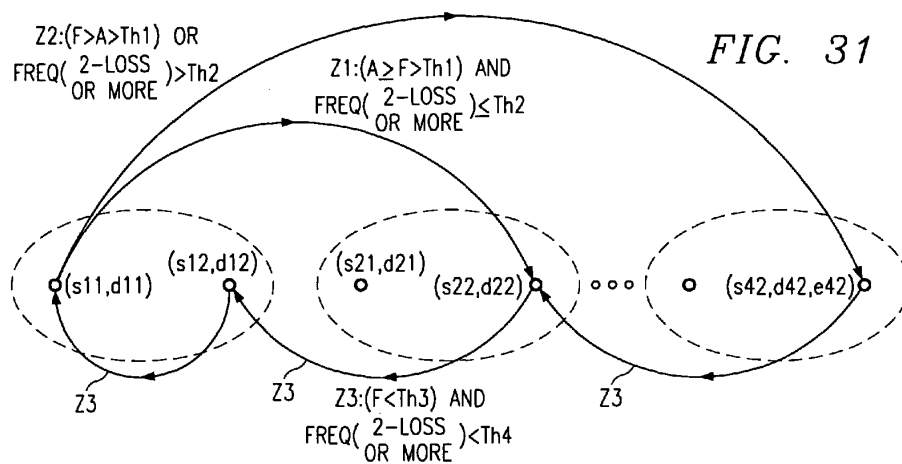 FIG. 31
Z2:(F>A>Th1) OR
FREQ( 2-LOSS OR MORE )>Th2
Z1:(A≥F>Th1) AND
FREQ( 2-LOSS OR MORE )≤Th2
(s11,d11)
(s12,d12)
(s21,d21)
(s22,d22)
(s42,d42,e42)
Z3
Z3
Z3
Z3:(F<Th3) AND
FREQ( 2-LOSS OR MORE )<Th4